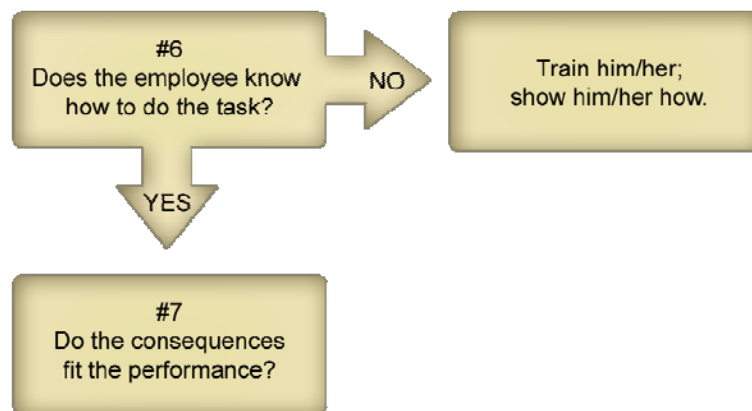 #6
Does the employee know
how to do the task?
NO
Train him/her;
show him/her how.
YES
#7
Do the consequences
fit the performance?